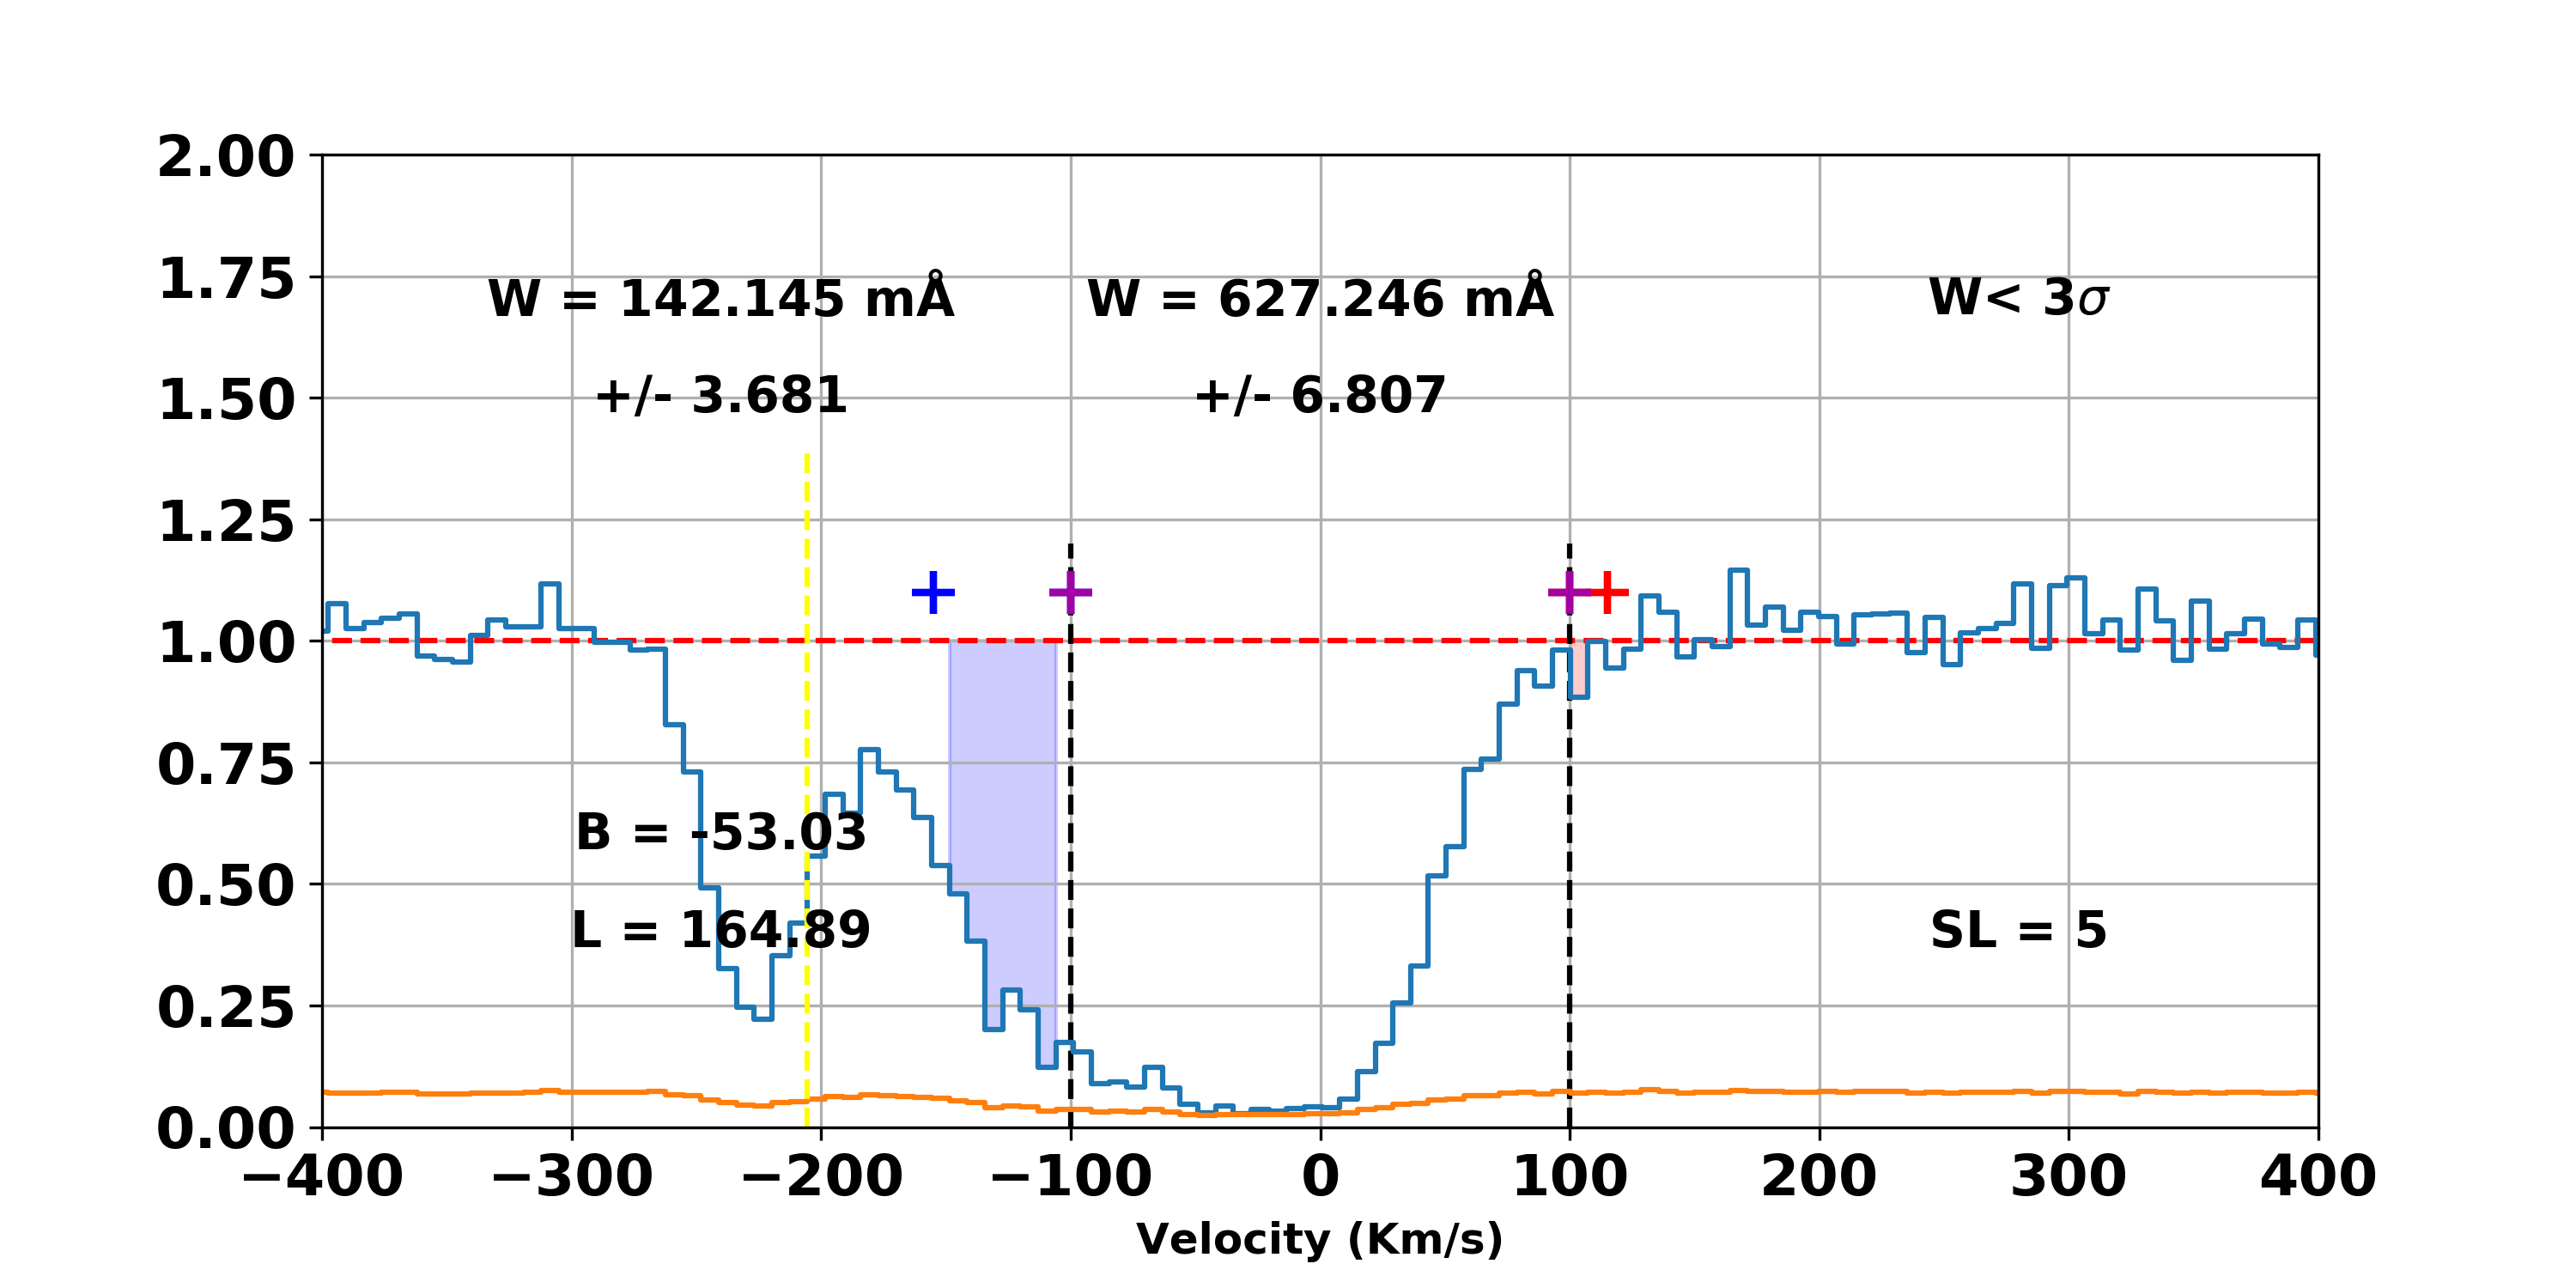 2.00
1.75
W = 142.145 mÅ W = 627.246 mÅ W< 3σ
1.50
+/- 3.681 +/- 6.807
1.25
1.00
0.75
B = -53.03
0.50
L = 164.89 SL = 5
0.25
0.00
−400 −300 −200 −100 0 100 200 300 400
Velocity (Km/s)